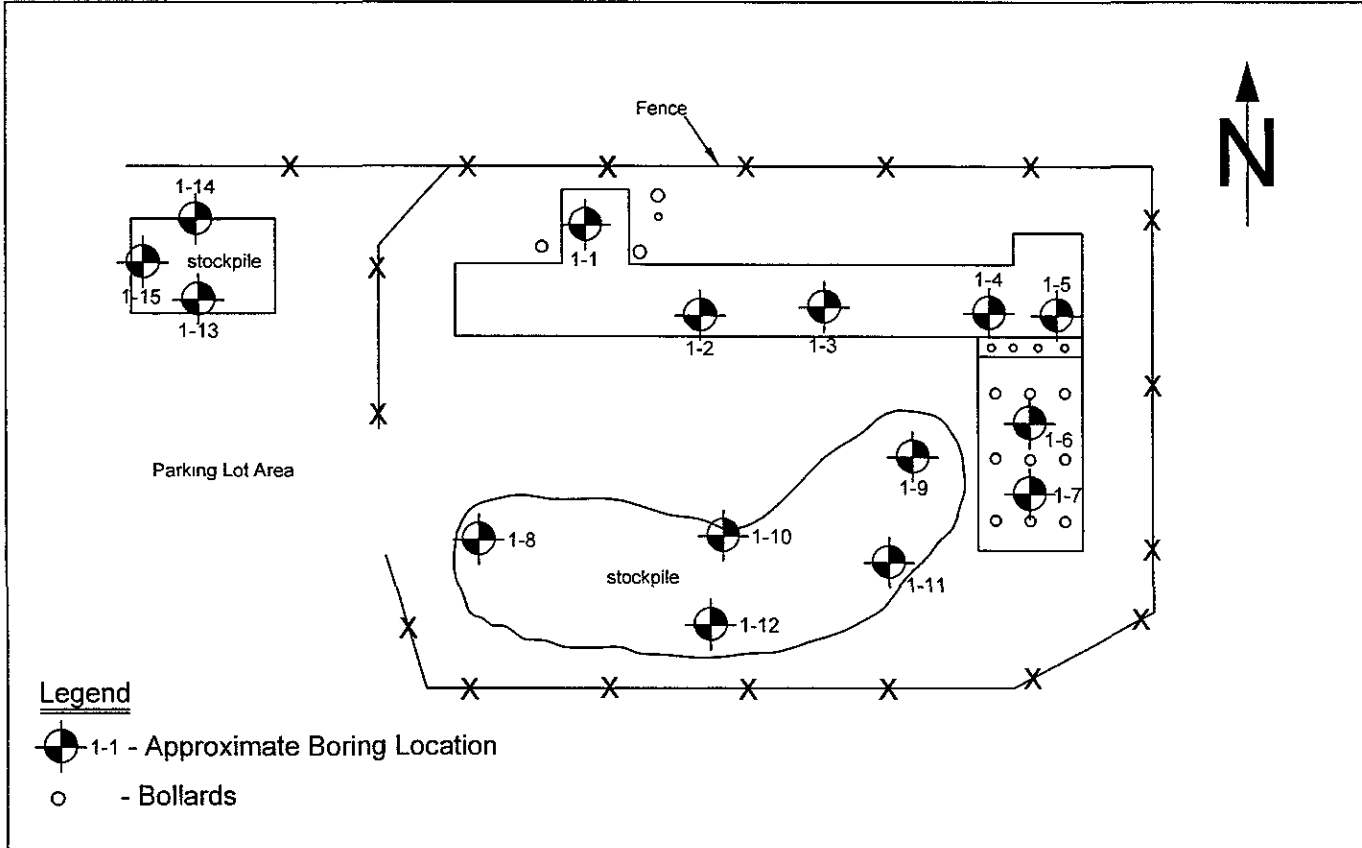 Fence
N
1-14
stockpile
1-15
1-13
1-1
1-2
1-3
1-4
1-5
1-6
1-7
Parking Lot Area
1-8
1-9
1-10
1-11
stockpile
1-12
Legend
1-1 - Approximate Boring Location
- Bollards